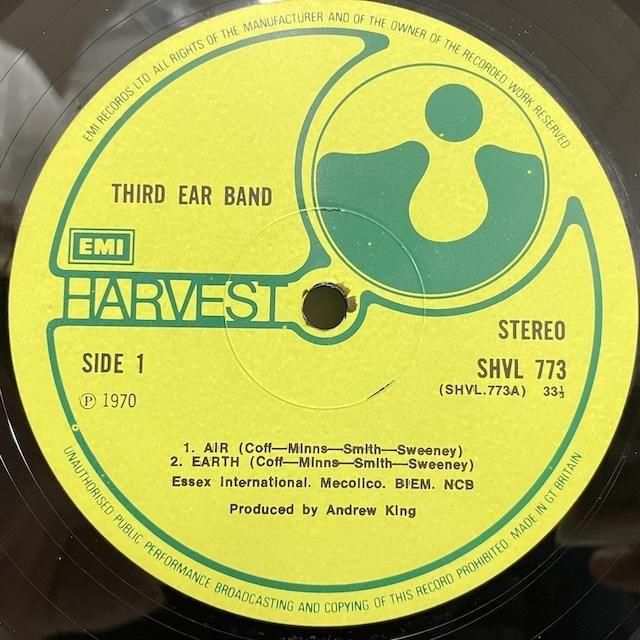 EMI RECORDS LTD ALL RIGHTS OF THE MANUFACTURER AND OF THE OWNER OF THE RECORDED WORK RESERVED
THIRD EAR BAND
EMI
HARVEST
STEREO
SIDE 1
SHVL 773
(SHVL.773A) 33⅓
℗ 1970
1. AIR (Coff—Minns—Smith—Sweeney)
2. EARTH (Coff—Minns—Smith—Sweeney)
Essex International. Mecolico. BIEM. NCB
Produced by Andrew King
UNAUTHORISED PUBLIC PERFORMANCE BROADCASTING AND COPYING OF THIS RECORD PROHIBITED. MADE IN GT BRITAIN